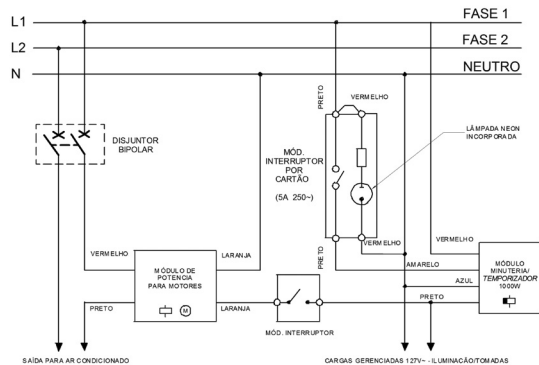 L1
FASE 1
L2
FASE 2
N
NEUTRO
PRETO
VERMELHO
DISJUNTOR
BIPOLAR
LÂMPADA NEON
INCORPORADA
MÓD.
INTERRUPTOR
POR
CARTÃO
(5A 250~)
VERMELHO
LARANJA
PRETO
VERMELHO
VERMELHO
AMARELO
MÓDULO DE
POTENCIA
PARA MOTORES
M
MÓDULO
MINUTERIA/
TEMPORIZADOR
1000W
AZUL
PRETO
LARANJA
PRETO
MÓD. INTERRUPTOR
SAÍDA PARA AR CONDICIONADO
CARGAS GERENCIADAS 127V~ - ILUMINACÃO/TOMADAS